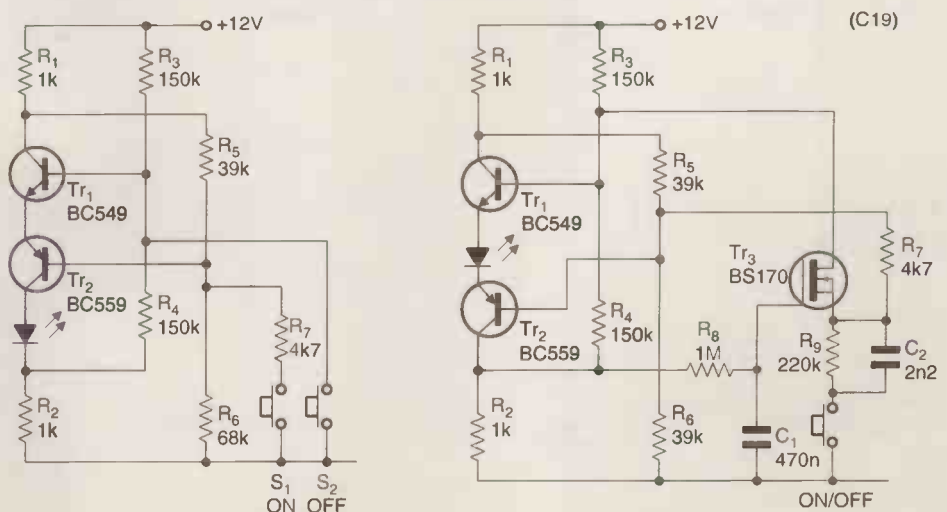 +12V
R1
1k
R3
150k
R5
39k
Tr1
BC549
Tr2
BC559
R4
150k
R7
4k7
R2
1k
R6
68k
S1
ON
S2
OFF
(C19)
+12V
R1
1k
R3
150k
R5
39k
Tr1
BC549
Tr3
BS170
R7
4k7
Tr2
BC559
R4
150k
R8
1M
R9
220k
C2
2n2
R2
1k
R6
39k
C1
470n
ON/OFF